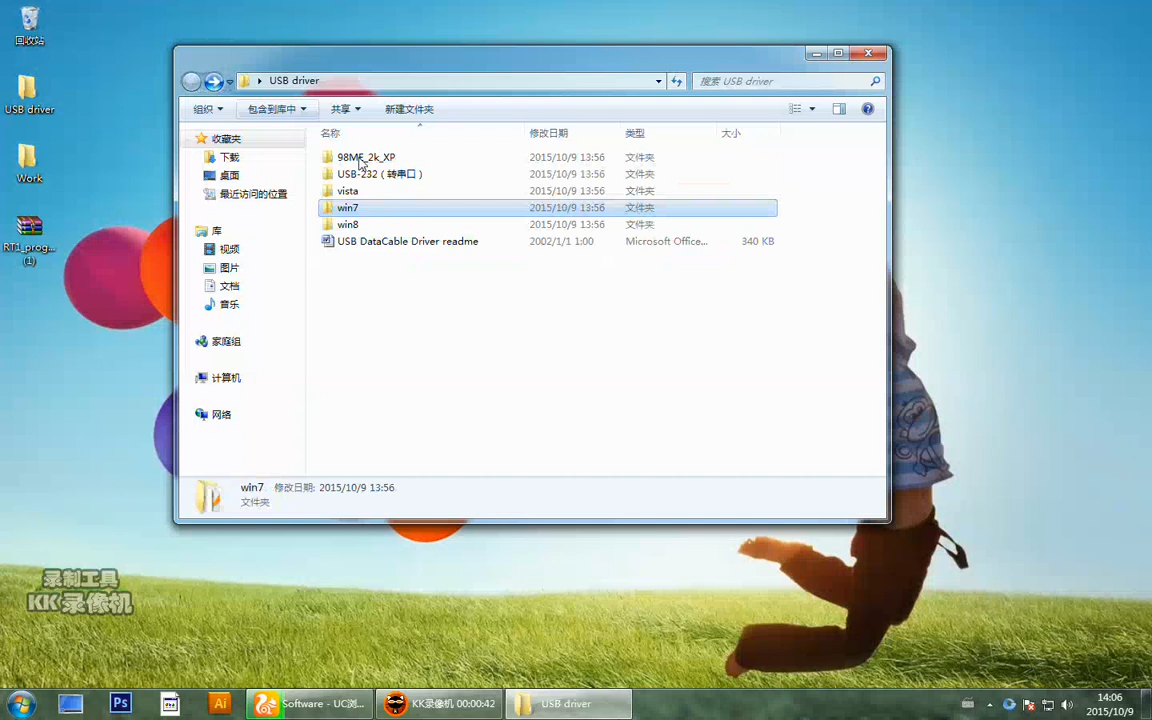 回收站
USB driver
Work
RT1_prog...
(1)
USB driver
搜索 USB driver
组织
包含到库中
共享
新建文件夹
名称
修改日期
类型
大小
收藏夹
下载
桌面
最近访问的位置
库
视频
图片
文档
音乐
家庭组
计算机
网络
98ME_2k_XP 2015/10/9 13:56 文件夹
USB-232（转串口） 2015/10/9 13:56 文件夹
vista 2015/10/9 13:56 文件夹
win7 2015/10/9 13:56 文件夹
win8 2015/10/9 13:56 文件夹
USB DataCable Driver readme 2002/1/1 1:00 Microsoft Office... 340 KB
win7 修改日期: 2015/10/9 13:56
文件夹
录制工具
KK录像机
Ps
Ai
Software - UC浏...
KK录像机 00:00:42
USB driver
14:06
2015/10/9